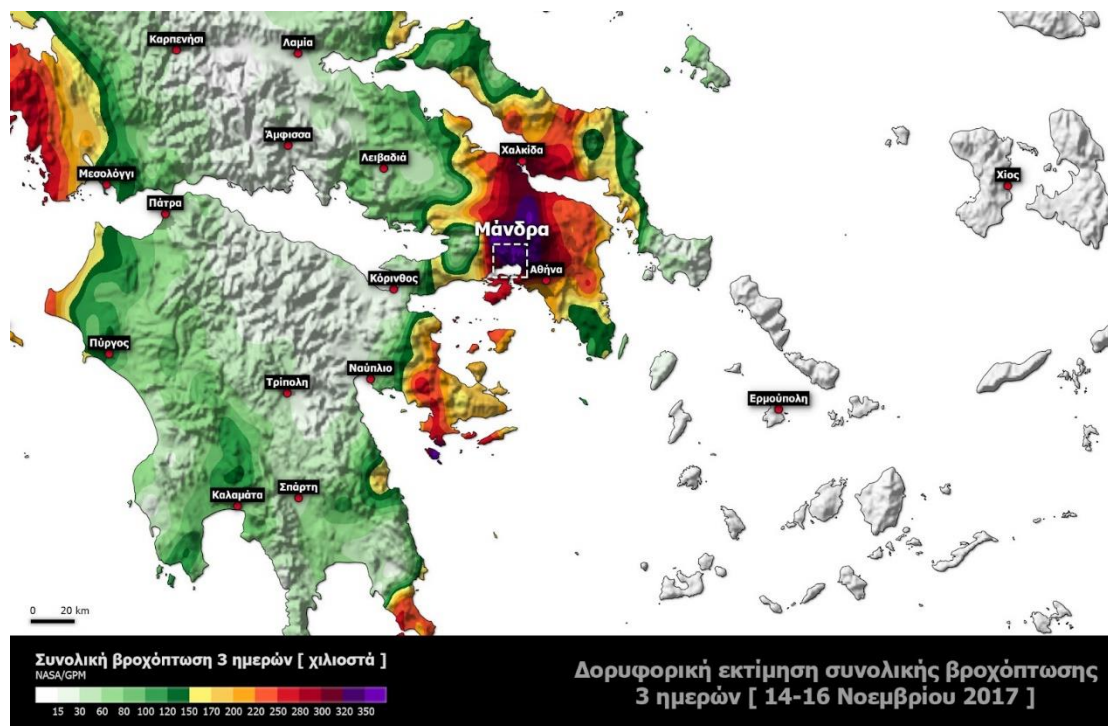 Καρπενήσι
Λαμία
Άμφισσα
Λειβαδιά
Χαλκίδα
Μεσολόγγι
Χίος
Πάτρα
Μάνδρα
Αθήνα
Κόρινθος
Πύργος
Ναύπλιο
Τρίπολη
Ερμούπολη
Καλαμάτα
Σπάρτη
0 20 km
Συνολική βροχόπτωση 3 ημερών [ χιλιοστά ]
NASA/GPM
15 30 60 80 100 120 150 170 200 220 250 280 300 320 350
Δορυφορική εκτίμηση συνολικής βροχόπτωσης
3 ημερών [ 14-16 Νοεμβρίου 2017 ]